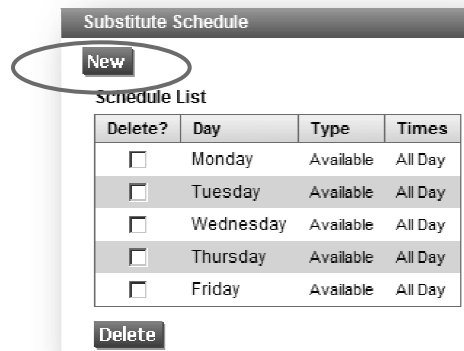 Substitute Schedule
New
Schedule List
Delete? Day Type Times
Monday Available All Day
Tuesday Available All Day
Wednesday Available All Day
Thursday Available All Day
Friday Available All Day
Delete